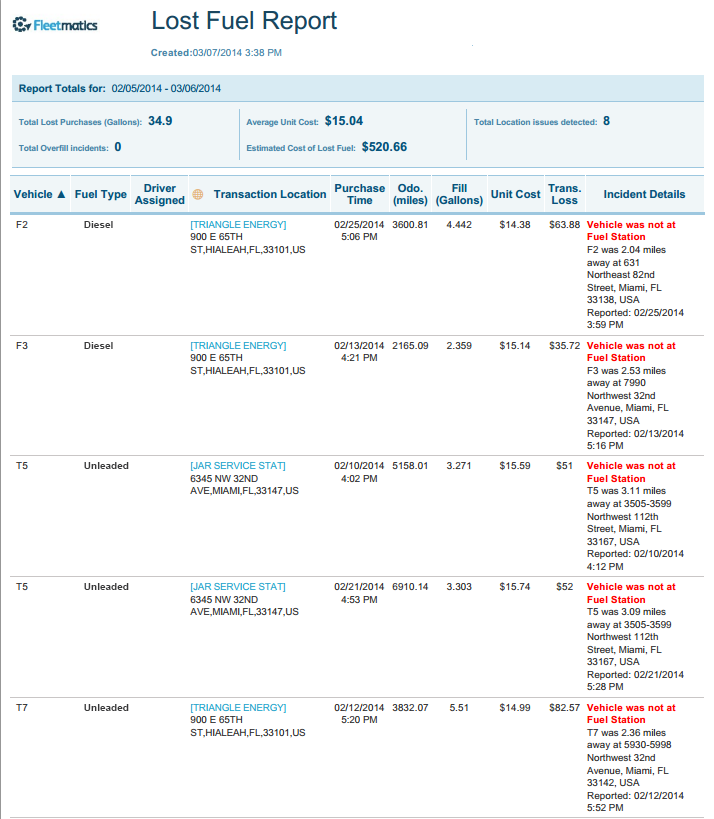 Fleetmatics
Lost Fuel Report
Created:03/07/2014 3:38 PM
Report Totals for: 02/05/2014 - 03/06/2014
Total Lost Purchases (Gallons): 34.9 Average Unit Cost: $15.04 Total Location issues detected: 8
Total Overfill incidents: 0 Estimated Cost of Lost Fuel: $520.66
Driver Purchase Odo. Fill Trans.
Vehicle ▲ Fuel Type Assigned Transaction Location Time (miles) (Gallons) Unit Cost Loss Incident Details
F2 Diesel [TRIANGLE ENERGY] 02/25/2014 3600.81 4.442 $14.38 $63.88 Vehicle was not at
900 E 65TH 5:06 PM Fuel Station
ST,HIALEAH,FL,33101,US F2 was 2.04 miles
away at 631
Northeast 82nd
Street, Miami, FL
33138, USA
Reported: 02/25/2014
3:59 PM
F3 Diesel [TRIANGLE ENERGY] 02/13/2014 2165.09 2.359 $15.14 $35.72 Vehicle was not at
900 E 65TH 4:21 PM Fuel Station
ST,HIALEAH,FL,33101,US F3 was 2.53 miles
away at 7990
Northwest 32nd
Avenue, Miami, FL
33147, USA
Reported: 02/13/2014
5:16 PM
T5 Unleaded [JAR SERVICE STAT] 02/10/2014 5158.01 3.271 $15.59 $51 Vehicle was not at
6345 NW 32ND 4:02 PM Fuel Station
AVE,MIAMI,FL,33147,US T5 was 3.11 miles
away at 3505-3599
Northwest 112th
Street, Miami, FL
33167, USA
Reported: 02/10/2014
4:12 PM
T5 Unleaded [JAR SERVICE STAT] 02/21/2014 6910.14 3.303 $15.74 $52 Vehicle was not at
6345 NW 32ND 4:53 PM Fuel Station
AVE,MIAMI,FL,33147,US T5 was 3.09 miles
away at 3505-3599
Northwest 112th
Street, Miami, FL
33167, USA
Reported: 02/21/2014
5:28 PM
T7 Unleaded [TRIANGLE ENERGY] 02/12/2014 3832.07 5.51 $14.99 $82.57 Vehicle was not at
900 E 65TH 5:20 PM Fuel Station
ST,HIALEAH,FL,33101,US T7 was 2.36 miles
away at 5930-5998
Northwest 32nd
Avenue, Miami, FL
33142, USA
Reported: 02/12/2014
5:52 PM